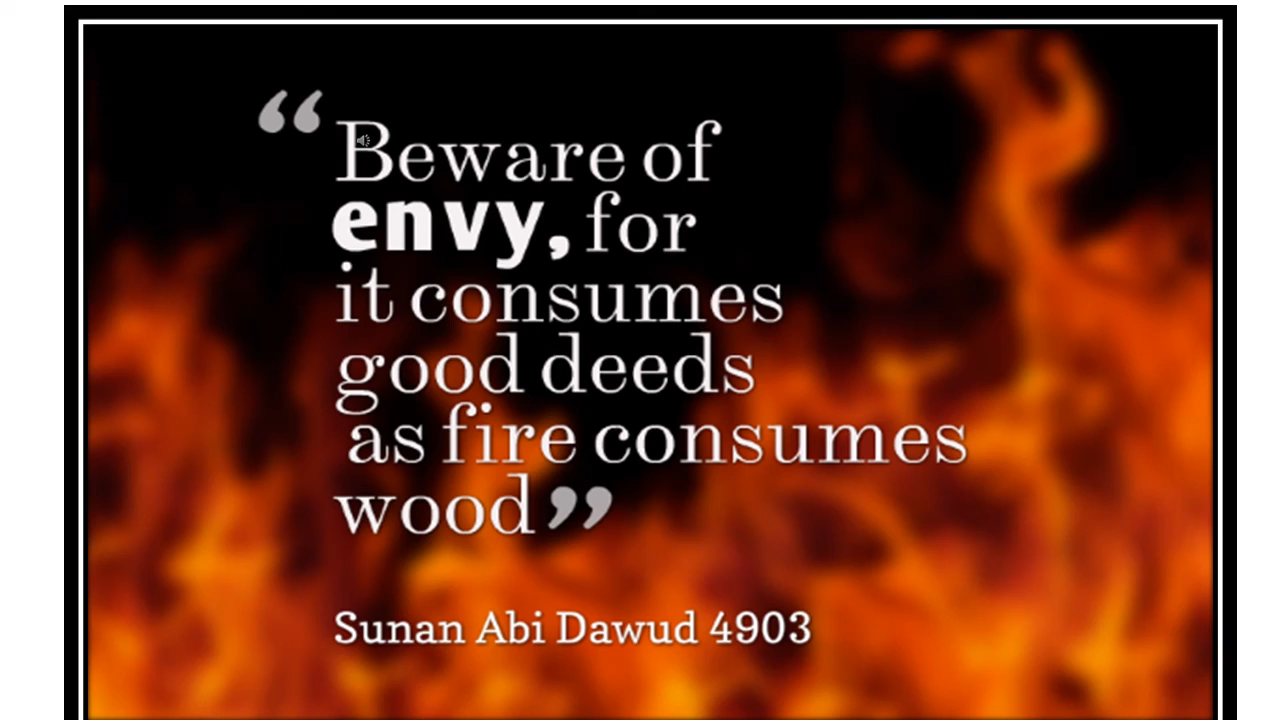 “Beware of
envy, for
it consumes
good deeds
as fire consumes
wood”
Sunan Abi Dawud 4903